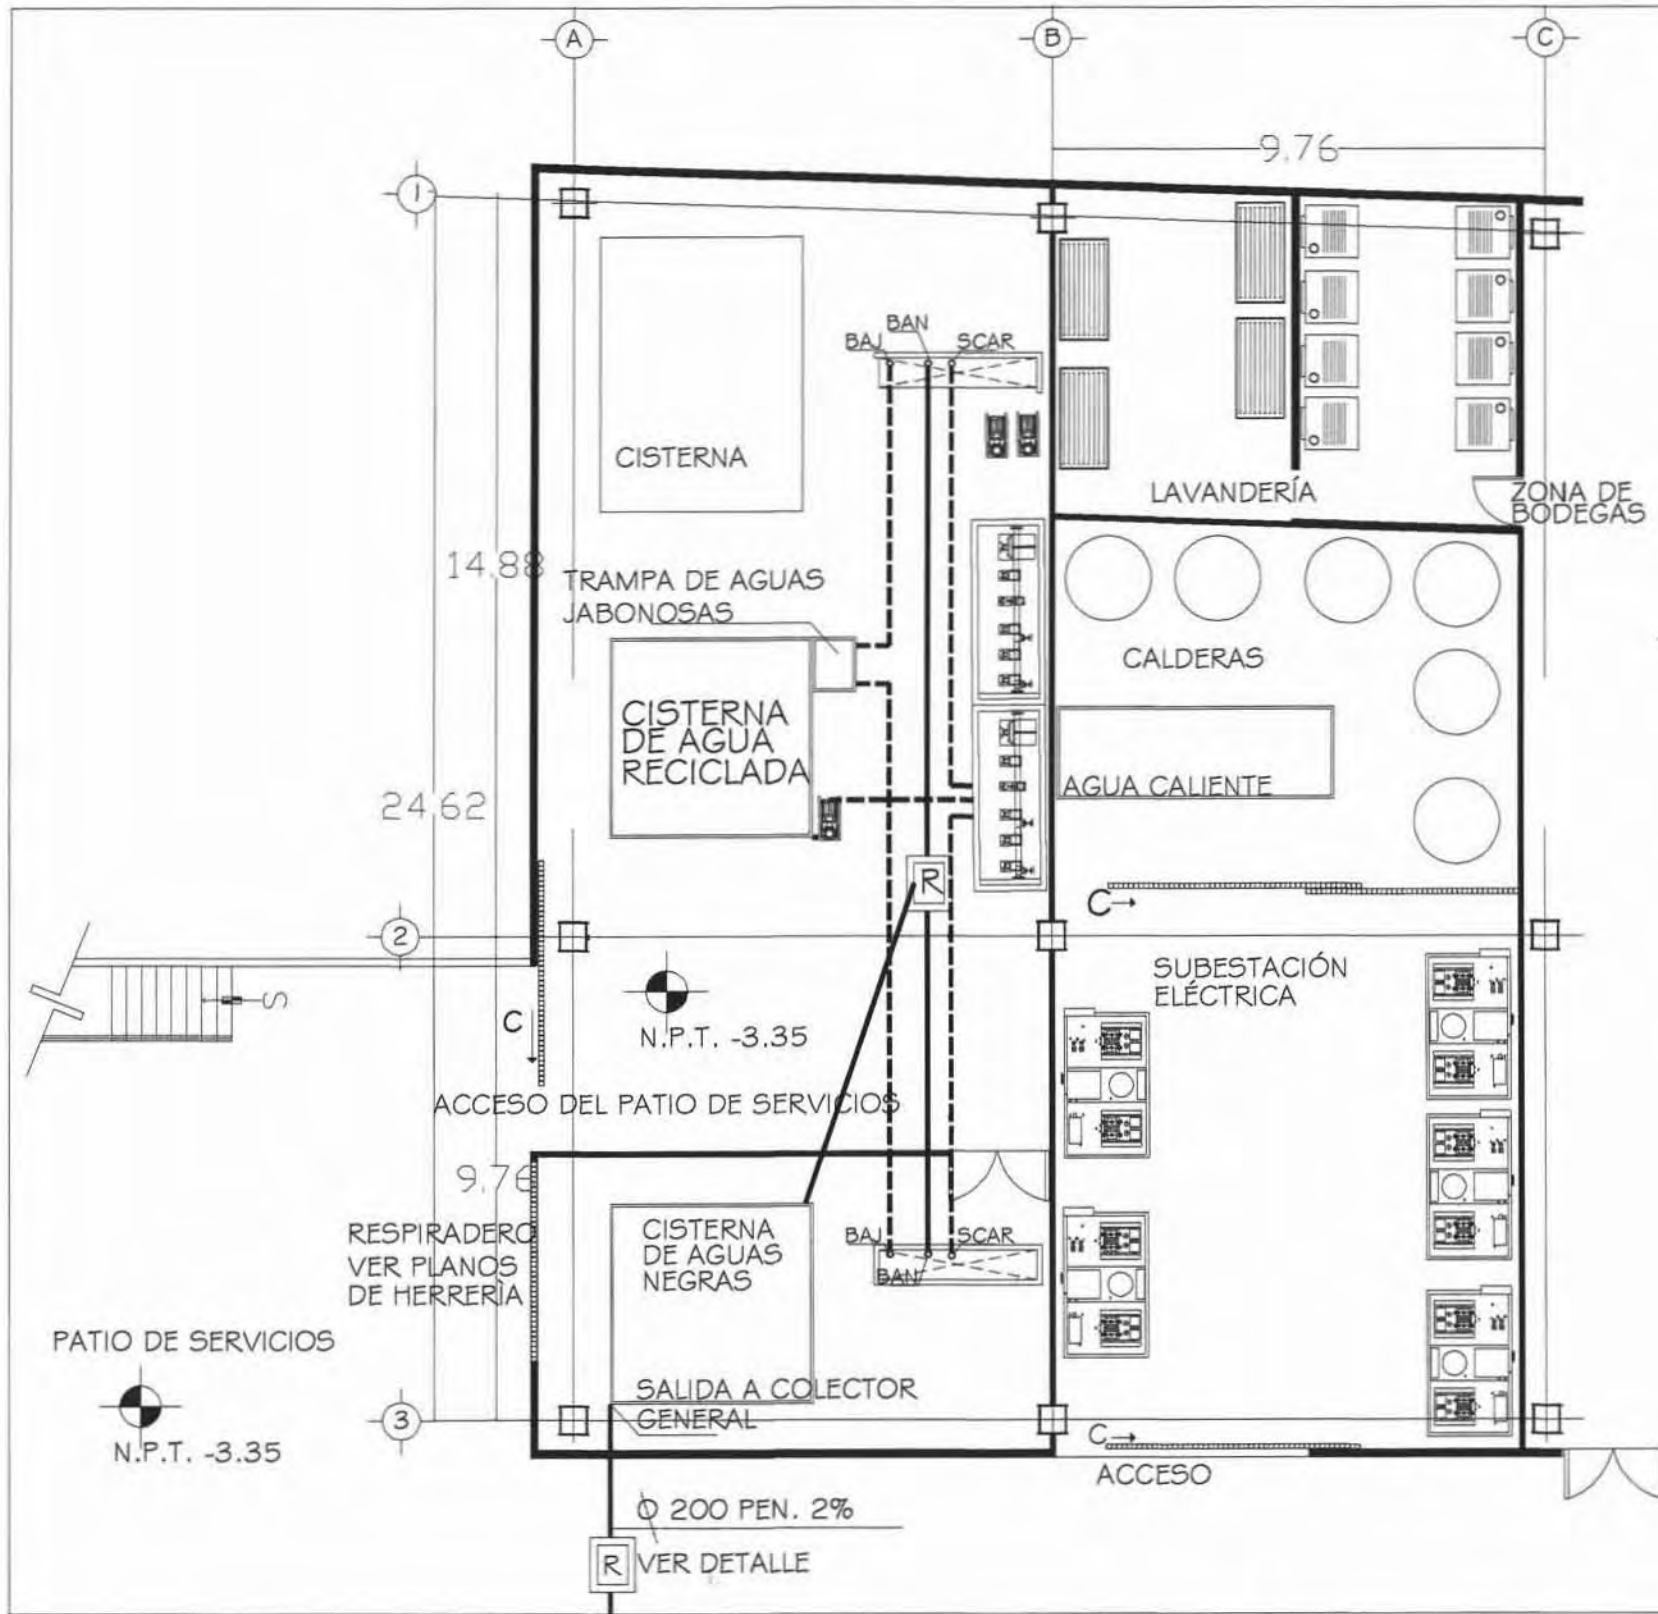 A
B
C
9.76
1
BAN
BAJ
SCAR
CISTERNA
LAVANDERÍA
ZONA DE
BODEGAS
14.88
TRAMPA DE AGUAS
JABONOSAS
CALDERAS
CISTERNA
DE AGUA
RECICLADA
AGUA CALIENTE
24.62
R
C
2
SUBESTACIÓN
ELÉCTRICA
S
C
N.P.T. -3.35
ACCESO DEL PATIO DE SERVICIOS
9.76
RESPIRADERO
VER PLANOS
DE HERRERÍA
CISTERNA
DE AGUAS
NEGRAS
BAJ
SCAR
BAN
PATIO DE SERVICIOS
SALIDA A COLECTOR
GENERAL
3
N.P.T. -3.35
C
ACCESO
Ø 200 PEN. 2%
R
VER DETALLE